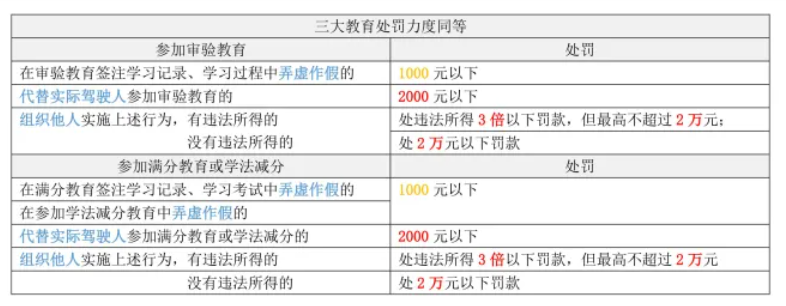 三大教育处罚力度同等
参加审验教育 处罚
在审验教育签注学习记录、学习过程中弄虚作假的 1000 元以下
代替实际驾驶人参加审验教育的 2000 元以下
组织他人实施上述行为，有违法所得的 处违法所得 3 倍以下罚款，但最高不超过 2 万元；
没有违法所得的 处 2 万元以下罚款
参加满分教育或学法减分 处罚
在满分教育签注学习记录、学习考试中弄虚作假的 1000 元以下
在参加学法减分教育中弄虚作假的
代替实际驾驶人参加满分教育或学法减分的 2000 元以下
组织他人实施上述行为，有违法所得的 处违法所得 3 倍以下罚款，但最高不超过 2 万元
没有违法所得的 处 2 万元以下罚款